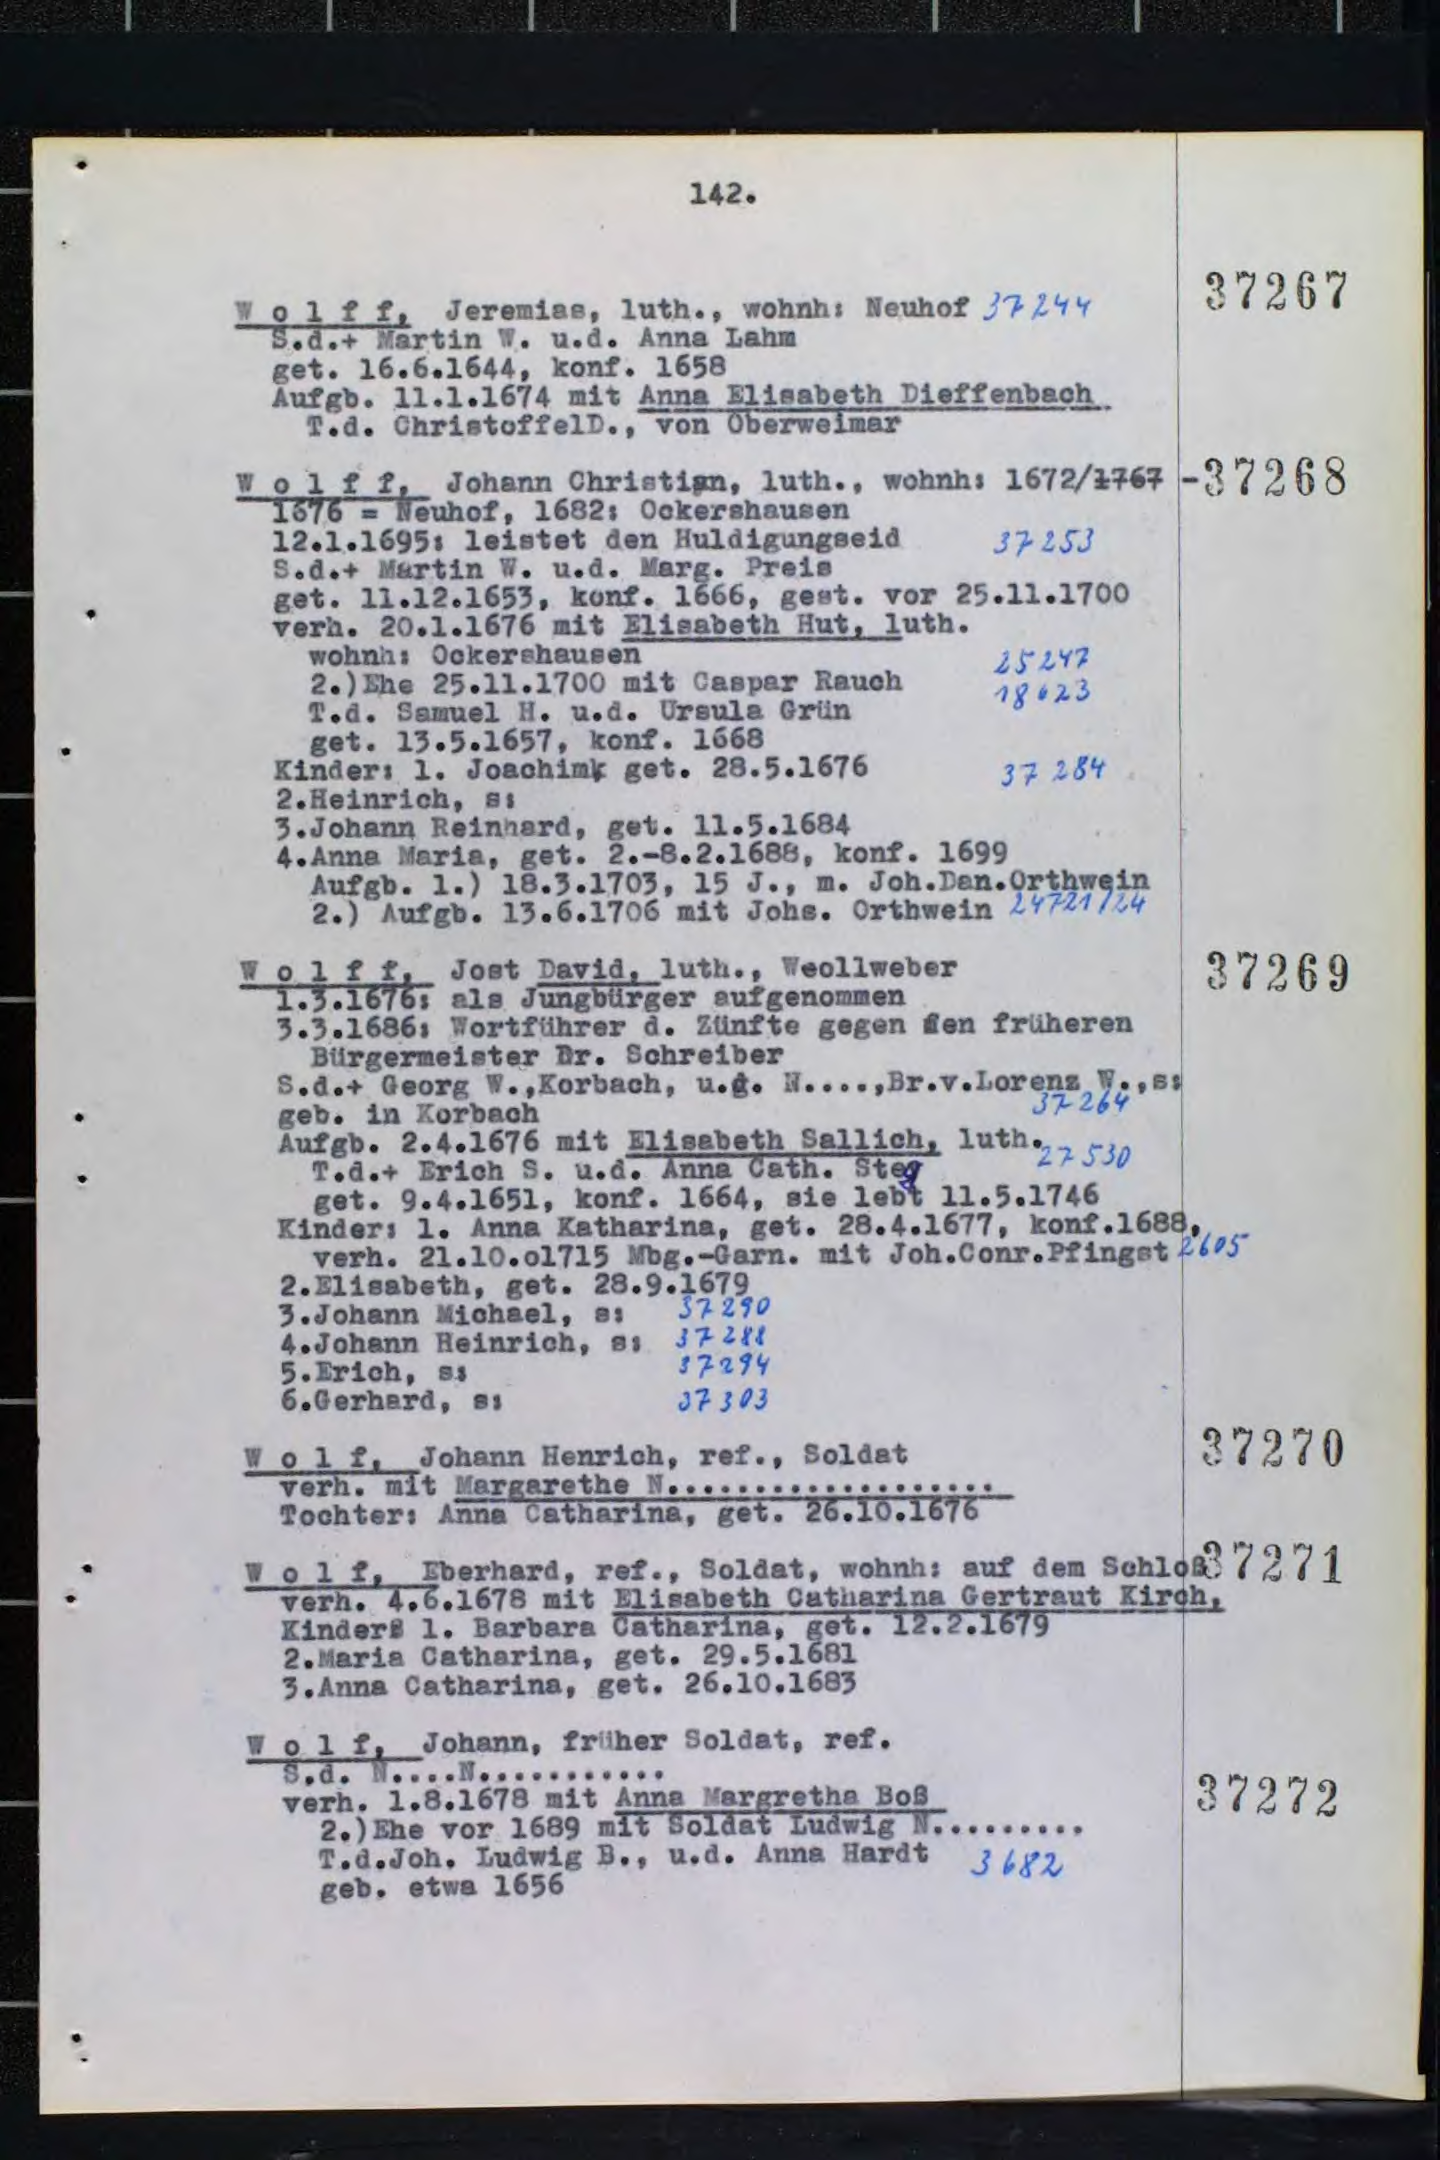 142.
W o l f f, Jeremias, luth., wohnh: Neuhof 37244 37267
S.d.+ Martin W. u.d. Anna Lahm
get. 16.6.1644, konf. 1658
Aufgb. 11.1.1674 mit Anna Elisabeth Dieffenbach
T.d. ChristoffelD., von Oberweimar
W o l f f, Johann Christian, luth., wohnh: 1672/1767 -37268
1676 = Neuhof, 1682: Ockershausen
12.1.1695: leistet den Huldigungseid 37253
S.d.+ Martin W. u.d. Marg. Preis
get. 11.12.1653, konf. 1666, gest. vor 25.11.1700
verh. 20.1.1676 mit Elisabeth Hut, luth.
wohnh: Ockershausen 25247
2.)Ehe 25.11.1700 mit Caspar Rauch 18623
T.d. Samuel H. u.d. Ursula Grün
get. 13.5.1657, konf. 1668
Kinder: 1. Joachim, get. 28.5.1676 37284
2.Heinrich, s:
3.Johann Reinhard, get. 11.5.1684
4.Anna Maria, get. 2.-8.2.1688, konf. 1699
Aufgb. 1.) 18.3.1703, 15 J., m. Joh.Dan.Orthwein
2.) Aufgb. 13.6.1706 mit Johs. Orthwein 24721/24
W o l f f, Jost David, luth., Weollweber 37269
1.3.1676: als Jungbürger aufgenommen
3.3.1686: Wortführer d. Zünfte gegen den früheren
Bürgermeister Dr. Schreiber
S.d.+ Georg W.,Korbach, u.d. N....,Br.v.Lorenz W.,s:
geb. in Korbach 37264
Aufgb. 2.4.1676 mit Elisabeth Sallich, luth.
T.d.+ Erich S. u.d. Anna Cath. Steg 27530
get. 9.4.1651, konf. 1664, sie lebt 11.5.1746
Kinder: 1. Anna Katharina, get. 28.4.1677, konf.1688,
verh. 21.10.o1715 Mbg.-Garn. mit Joh.Conr.Pfingst 2605
2.Elisabeth, get. 28.9.1679
3.Johann Michael, s: 37290
4.Johann Heinrich, s: 37288
5.Erich, s: 37294
6.Gerhard, s: 37303
W o l f, Johann Henrich, ref., Soldat 37270
verh. mit Margarethe N...................
Tochter: Anna Catharina, get. 26.10.1676
W o l f, Eberhard, ref., Soldat, wohnh: auf dem Schloß 37271
verh. 4.6.1678 mit Elisabeth Catharina Gertraut Kirch,
Kinder: 1. Barbara Catharina, get. 12.2.1679
2.Maria Catharina, get. 29.5.1681
3.Anna Catharina, get. 26.10.1683
W o l f, Johann, früher Soldat, ref.
S.d. N....N...........
verh. 1.8.1678 mit Anna Margretha Boß 37272
2.)Ehe vor 1689 mit Soldat Ludwig N.........
T.d.Joh. Ludwig B., u.d. Anna Hardt 3682
geb. etwa 1656